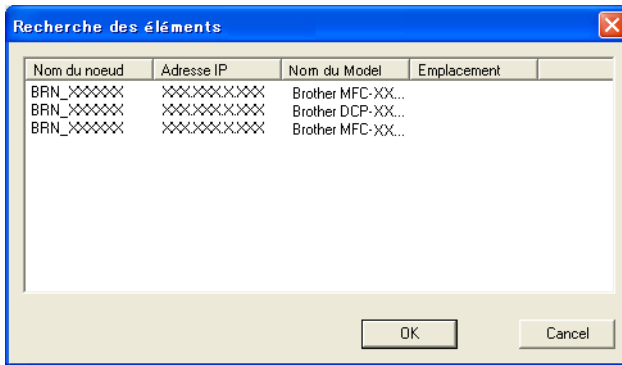 Recherche des éléments
Nom du noeud Adresse IP Nom du Model Emplacement
BRN_XXXXXX XXX.XXX.X.XXX Brother MFC-XX...
BRN_XXXXXX XXX.XXX.X.XXX Brother DCP-XX...
BRN_XXXXXX XXX.XXX.X.XXX Brother MFC-XX...
OK Cancel